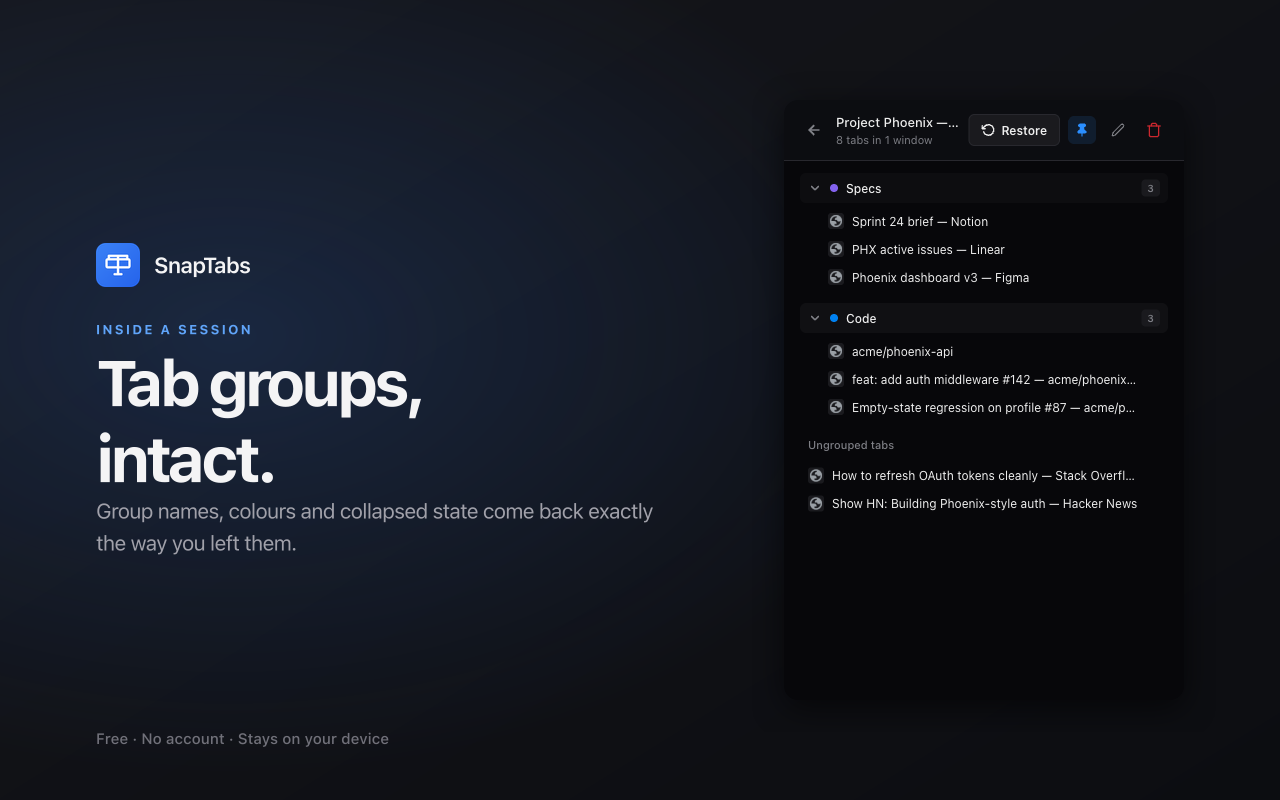 SnapTabs
INSIDE A SESSION
Tab groups,
intact.
Group names, colours and collapsed state come back exactly
the way you left them.
Free · No account · Stays on your device
Project Phoenix —...
8 tabs in 1 window
Restore
Specs
3
Sprint 24 brief — Notion
PHX active issues — Linear
Phoenix dashboard v3 — Figma
Code
3
acme/phoenix-api
feat: add auth middleware #142 — acme/phoenix...
Empty-state regression on profile #87 — acme/p...
Ungrouped tabs
How to refresh OAuth tokens cleanly — Stack Overfl...
Show HN: Building Phoenix-style auth — Hacker News